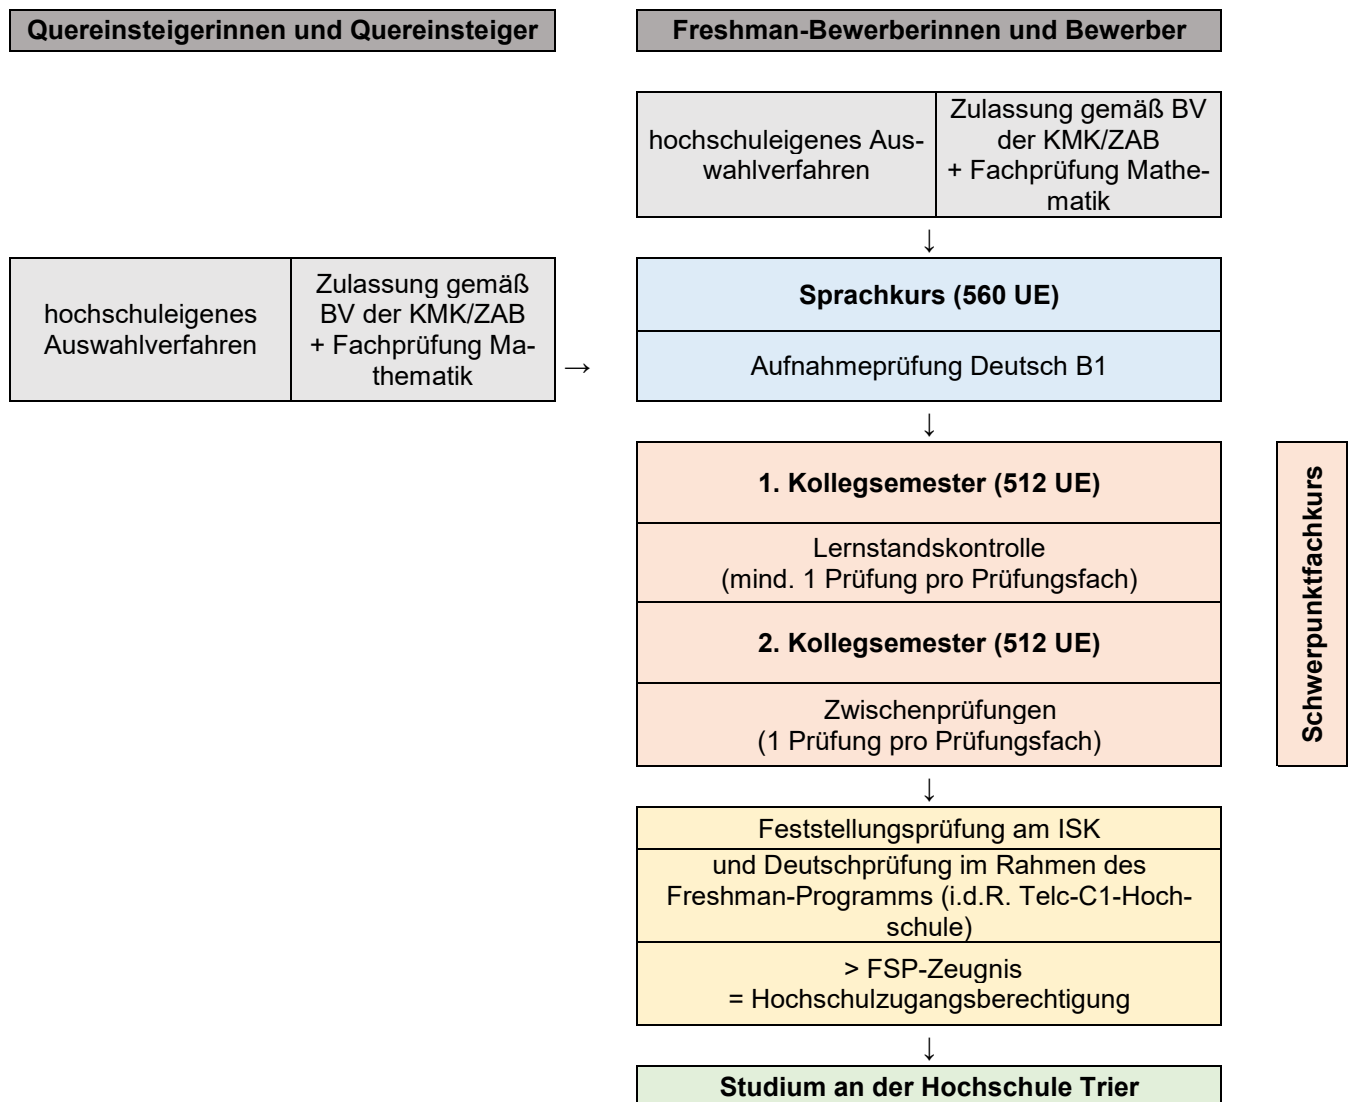 Quereinsteigerinnen und Quereinsteiger
Freshman-Bewerberinnen und Bewerber
hochschuleigenes Aus-
wahlverfahren
Zulassung gemäß BV
der KMK/ZAB
+ Fachprüfung Mathe-
matik
↓
hochschuleigenes
Auswahlverfahren
Zulassung gemäß
BV der KMK/ZAB
+ Fachprüfung Ma-
thematik
→
Sprachkurs (560 UE)
Aufnahmeprüfung Deutsch B1
↓
1. Kollegsemester (512 UE)
Lernstandskontrolle
(mind. 1 Prüfung pro Prüfungsfach)
2. Kollegsemester (512 UE)
Zwischenprüfungen
(1 Prüfung pro Prüfungsfach)
Schwerpunktfachkurs
↓
Feststellungsprüfung am ISK
und Deutschprüfung im Rahmen des
Freshman-Programms (i.d.R. Telc-C1-Hoch-
schule)
> FSP-Zeugnis
= Hochschulzugangsberechtigung
↓
Studium an der Hochschule Trier